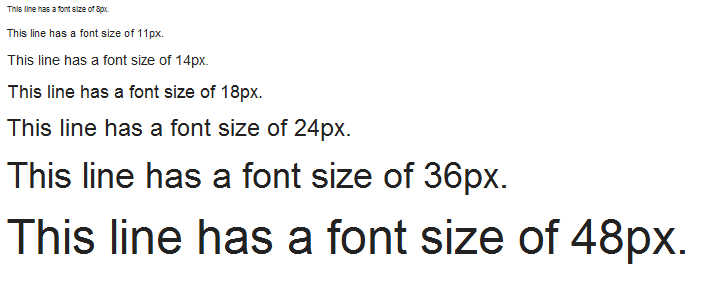 This line has a font size of 8px.
This line has a font size of 11px.
This line has a font size of 14px.
This line has a font size of 18px.
This line has a font size of 24px.
This line has a font size of 36px.
This line has a font size of 48px.